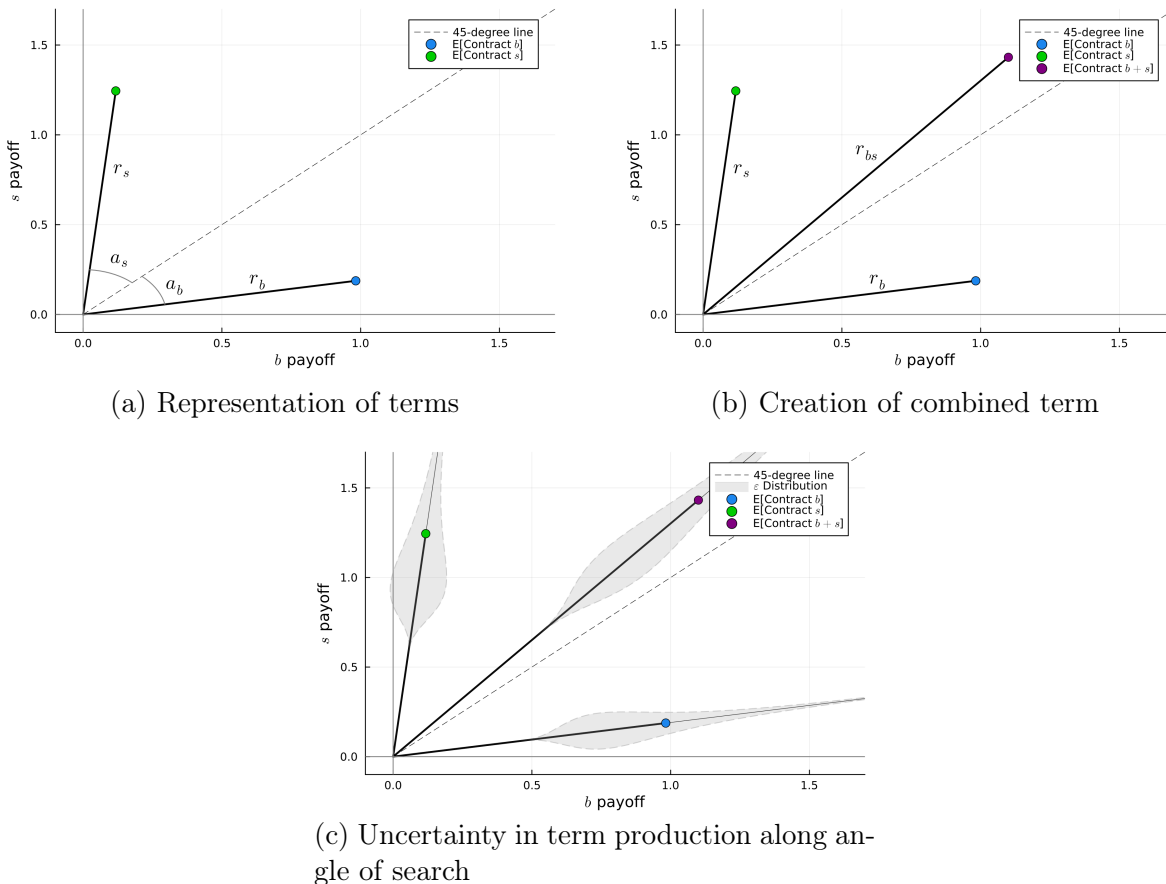 1.5
1.0
0.5
0.0
s payoff
45-degree line
E[Contract b]
E[Contract s]
r_s
a_s
a_b
r_b
0.0 0.5 1.0 1.5
b payoff
(a) Representation of terms
1.5
1.0
0.5
0.0
s payoff
45-degree line
E[Contract b]
E[Contract s]
E[Contract b + s]
r_bs
r_s
r_b
0.0 0.5 1.0 1.5
b payoff
(b) Creation of combined term
1.5
1.0
0.5
0.0
s payoff
45-degree line
ε Distribution
E[Contract b]
E[Contract s]
E[Contract b + s]
0.0 0.5 1.0 1.5
b payoff
(c) Uncertainty in term production along an-
gle of search